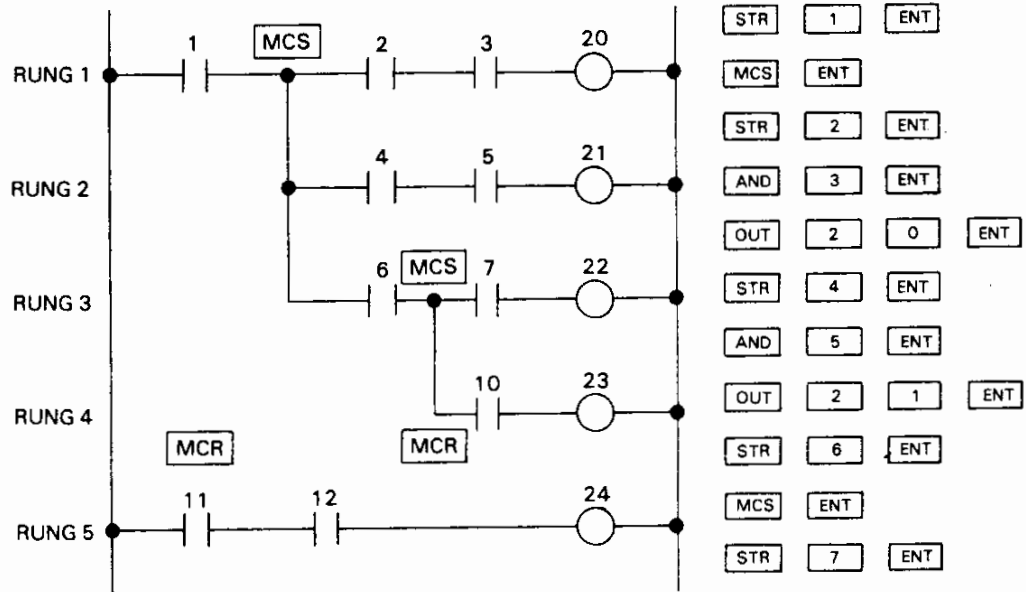 1 MCS 2 3 20
RUNG 1
4 5 21
RUNG 2
6 MCS 7 22
RUNG 3
10 23
RUNG 4
MCR MCR
11 12 24
RUNG 5
STR 1 ENT
MCS ENT
STR 2 ENT
AND 3 ENT
OUT 2 0 ENT
STR 4 ENT
AND 5 ENT
OUT 2 1 ENT
STR 6 ENT
MCS ENT
STR 7 ENT